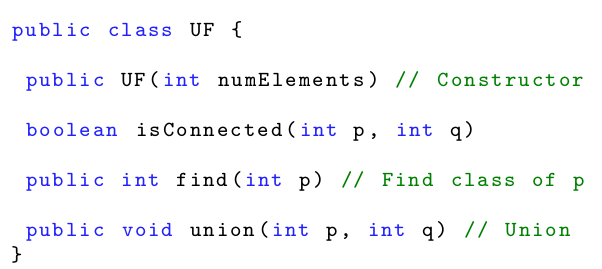 public class UF {
public UF(int numElements) // Constructor
boolean isConnected(int p, int q)
public int find(int p) // Find class of p
public void union(int p, int q) // Union
}